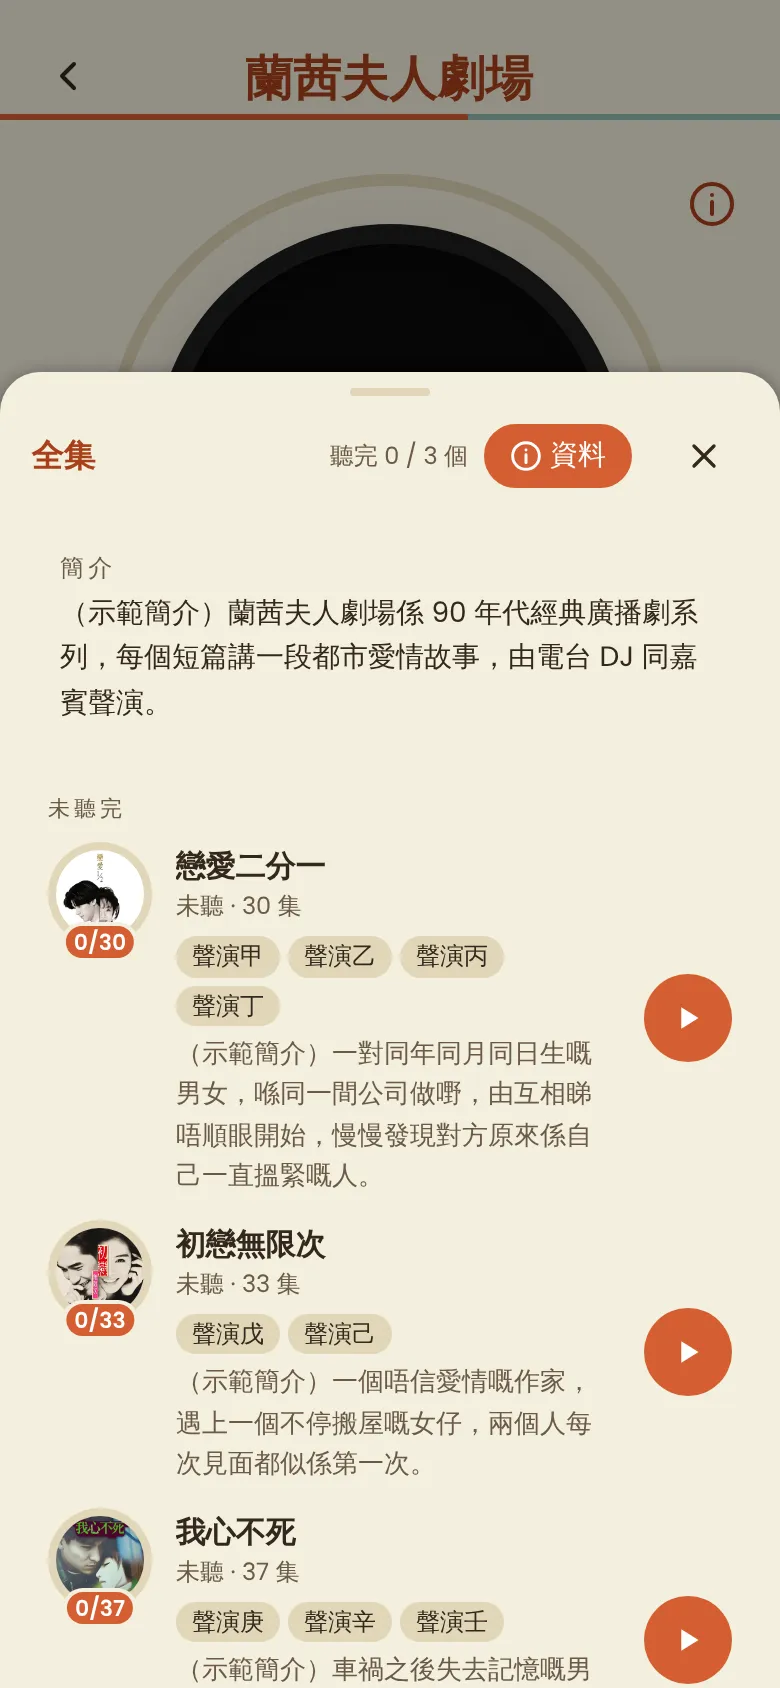 蘭茜夫人劇場
全集
聽完 0 / 3 個
資料
簡介
（示範簡介）蘭茜夫人劇場係 90 年代經典廣播劇系
列，每個短篇講一段都市愛情故事，由電台 DJ 同嘉
賓聲演。
未聽完
戀愛二分一
未聽 · 30 集
0/30
聲演甲 聲演乙 聲演丙
聲演丁
（示範簡介）一對同年同月同日生嘅
男女，喺同一間公司做嘢，由互相睇
唔順眼開始，慢慢發現對方原來係自
己一直搵緊嘅人。
初戀
初戀無限次
未聽 · 33 集
0/33
聲演戊 聲演己
（示範簡介）一個唔信愛情嘅作家，
遇上一個不停搬屋嘅女仔，兩個人每
次見面都似係第一次。
我心不死
我心不死
未聽 · 37 集
0/37
聲演庚 聲演辛 聲演壬
（示範簡介）車禍之後失去記憶嘅男